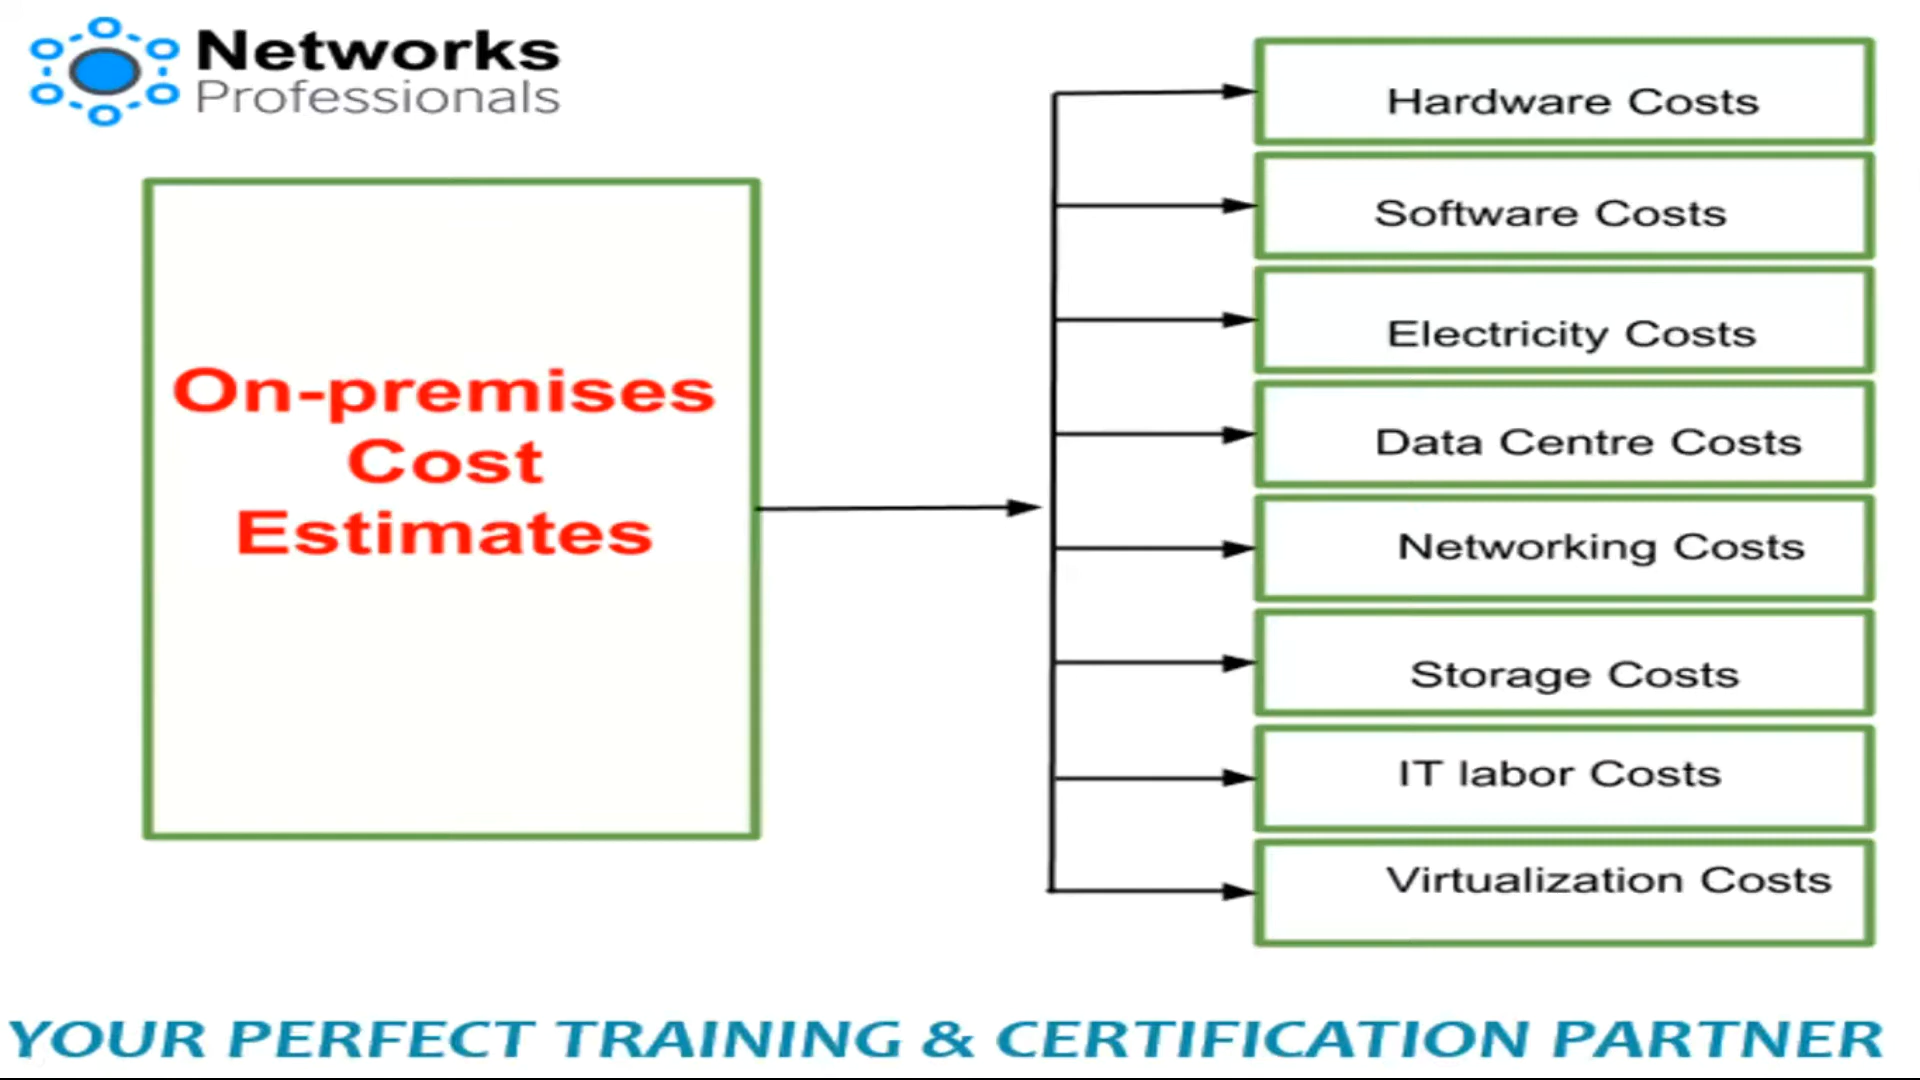 Networks
Professionals
On-premises
Cost
Estimates
Hardware Costs
Software Costs
Electricity Costs
Data Centre Costs
Networking Costs
Storage Costs
IT labor Costs
Virtualization Costs
YOUR PERFECT TRAINING & CERTIFICATION PARTNER